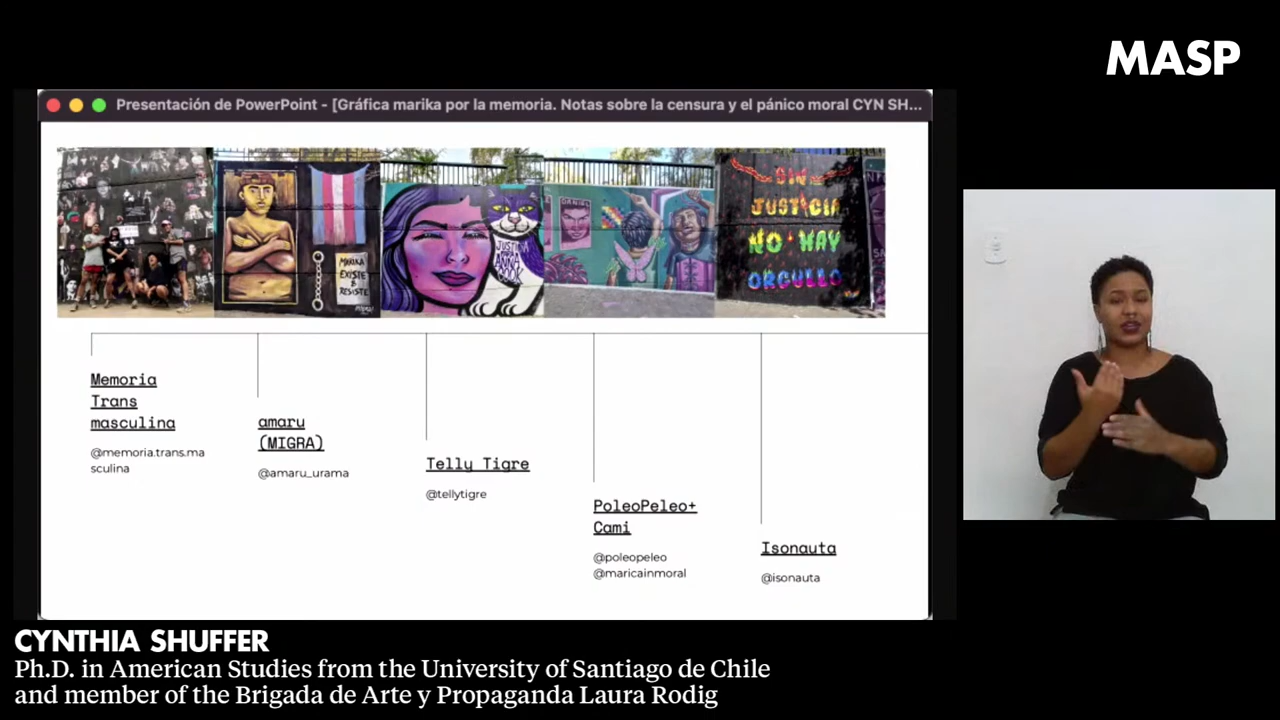 MASP
Presentación de PowerPoint - [Gráfica marika por la memoria. Notas sobre la censura y el pánico moral CYN SH...
DANIEL
SIN
JUSTICIA
NO HAY
ORGULLO
JUSTICIA
MARIKA
EXISTE
&
RESISTE
Memoria
Trans
masculina
@memoria.trans.ma
sculina
amaru
(MIGRA)
@amaru_urama
Telly Tigre
@tellytigre
PoleoPeleo+
Cami
@poleopeleo
@maricainmoral
Isonauta
@isonauta
CYNTHIA SHUFFER
Ph.D. in American Studies from the University of Santiago de Chile
and member of the Brigada de Arte y Propaganda Laura Rodig